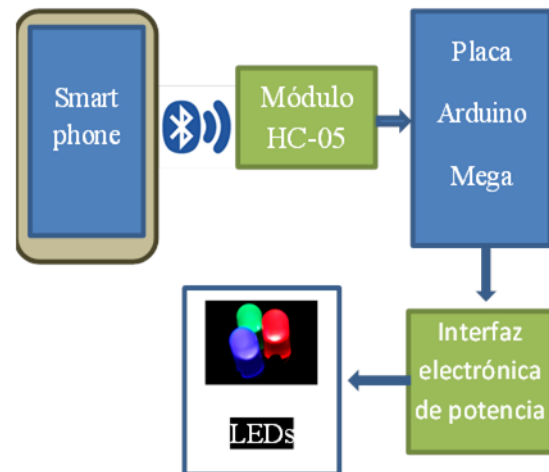 Smart
phone
Módulo
HC-05
Placa
Arduino
Mega
Interfaz
electrónica
de potencia
LEDs